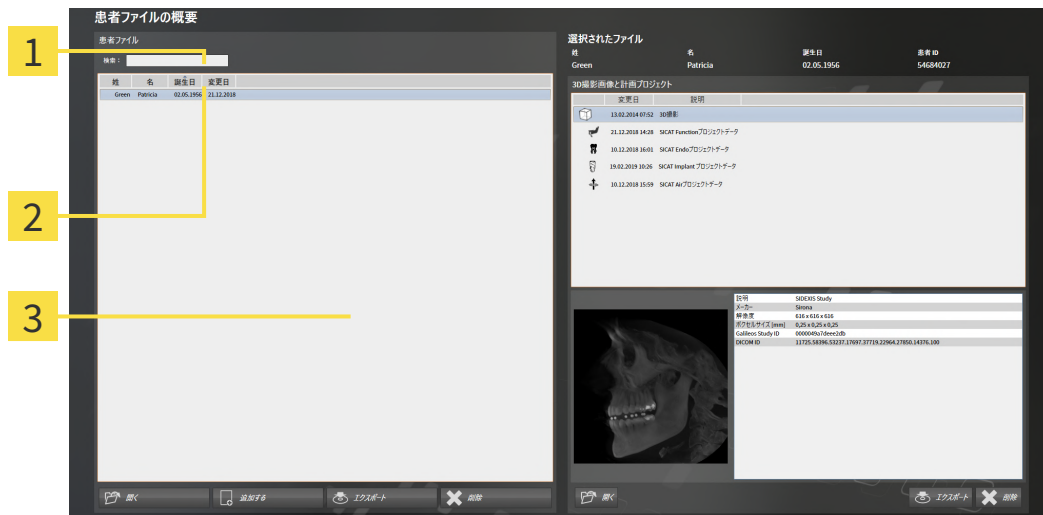 患者ファイルの概要
患者ファイル
検索：
姓 名 誕生日 変更日
Green Patricia 02.05.1956 21.12.2018
1
2
3
開く 追加する エクスポート 削除
選択されたファイル
姓 名 誕生日 患者 ID
Green Patricia 02.05.1956 54684027
3D撮影画像と計画プロジェクト
変更日 説明
13.02.2014 07:52 3D撮影
21.12.2018 14:28 SICAT Functionプロジェクトデータ
10.12.2018 16:01 SICAT Endoプロジェクトデータ
19.02.2019 10:26 SICAT Implant プロジェクトデータ
10.12.2018 15:59 SICAT Airプロジェクトデータ
説明 SIDEXIS Study
メーカー Sirona
解像度 616 x 616 x 616
ボクセルサイズ [mm] 0,25 x 0,25 x 0,25
Galileos Study ID 0000049a7deee2db
DICOM ID 11725.58396.53237.17697.37719.22964.27850.14376.100
開く エクスポート 削除